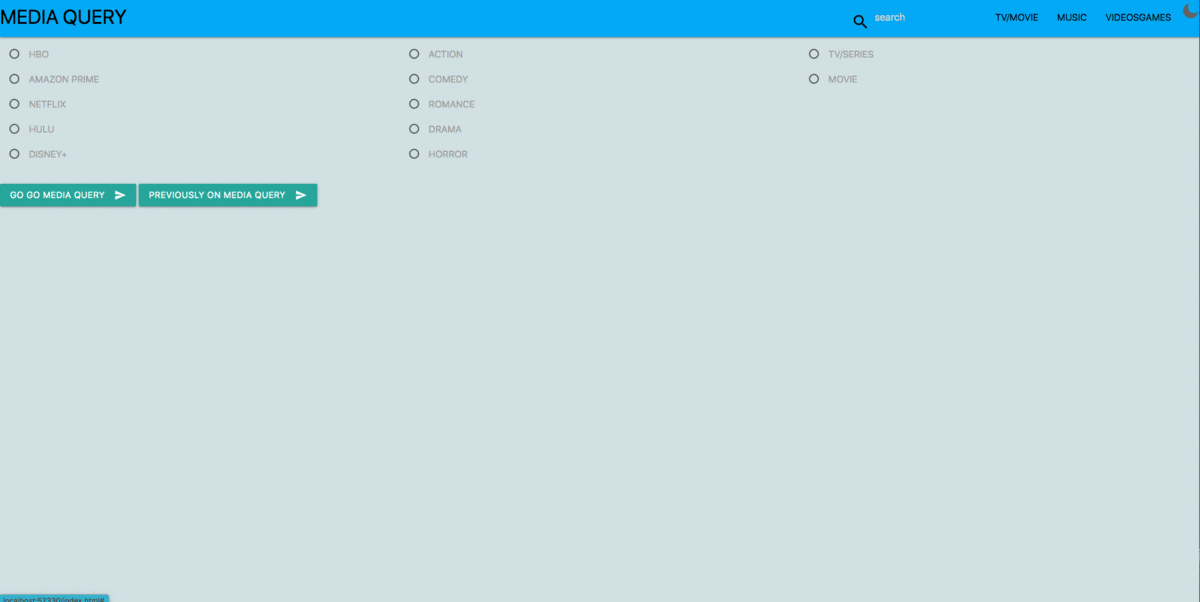 MEDIA QUERY
search
TV/MOVIE MUSIC VIDEOSGAMES
HBO
AMAZON PRIME
NETFLIX
HULU
DISNEY+
ACTION
COMEDY
ROMANCE
DRAMA
HORROR
TV/SERIES
MOVIE
GO GO MEDIA QUERY
PREVIOUSLY ON MEDIA QUERY
localhost:52330/index.html#